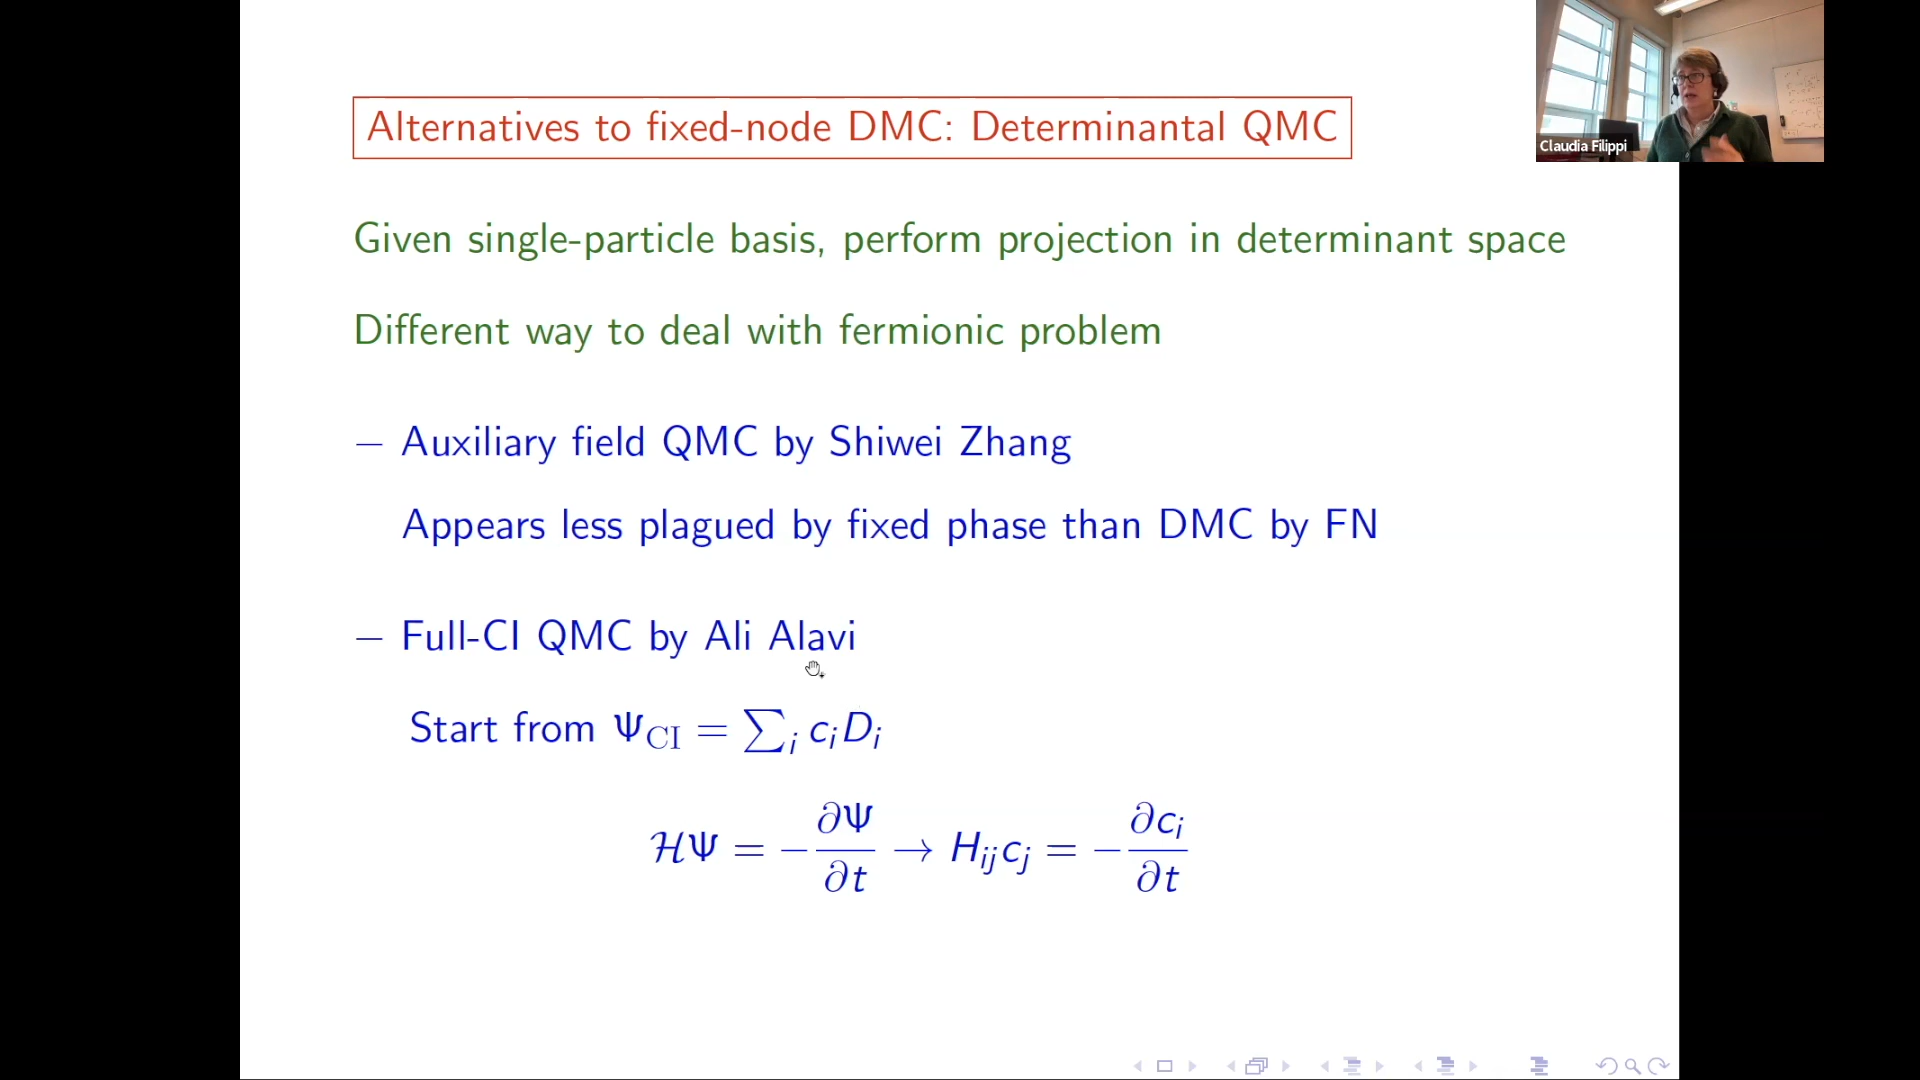 Alternatives to fixed-node DMC: Determinantal QMC
Claudia Filippi
Given single-particle basis, perform projection in determinant space
Different way to deal with fermionic problem
– Auxiliary field QMC by Shiwei Zhang
Appears less plagued by fixed phase than DMC by FN
– Full-CI QMC by Ali Alavi
Start from Ψ_CI = ∑_i c_i D_i
ℋΨ = −∂Ψ/∂t → H_ij c_j = −∂c_i/∂t